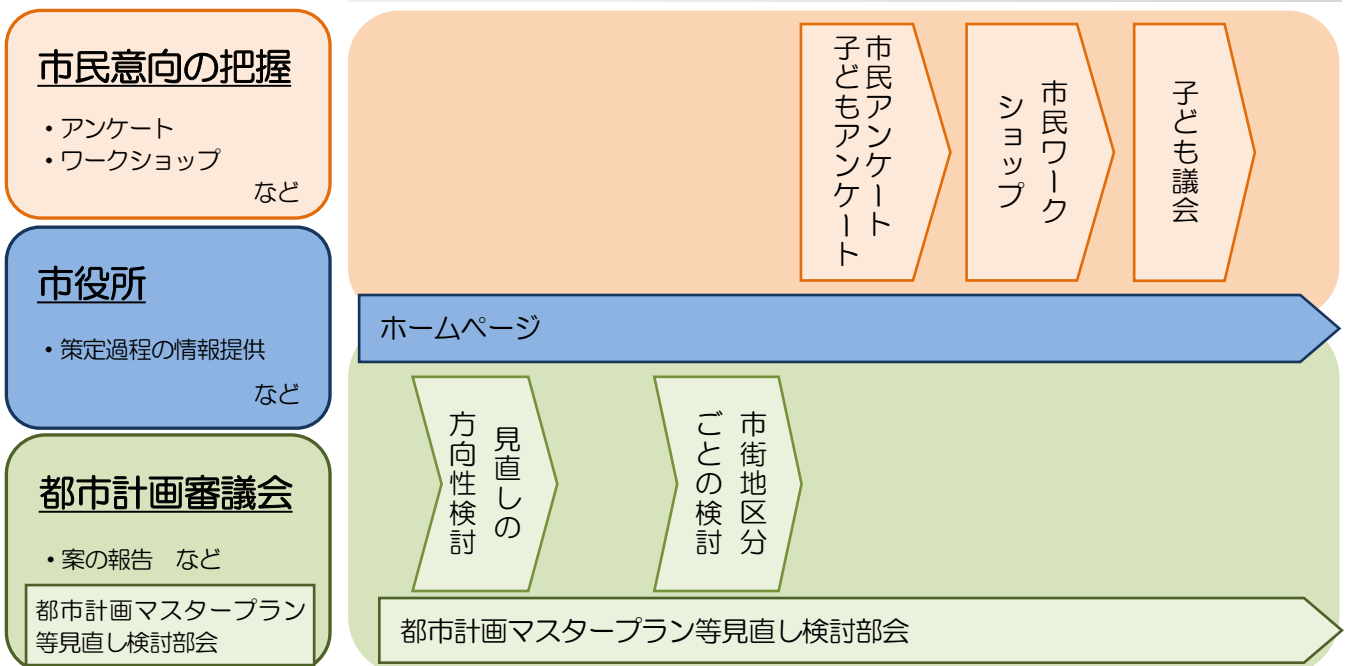 市民意向の把握
・アンケート
・ワークショップ
など
市民アンケート
子どもアンケート
市民ワーク
ショップ
子ども議会
市役所
・策定過程の情報提供
など
ホームページ
都市計画審議会
・案の報告　など
都市計画マスタープラン
等見直し検討部会
見直しの
方向性検討
市街地区分
ごとの検討
都市計画マスタープラン等見直し検討部会